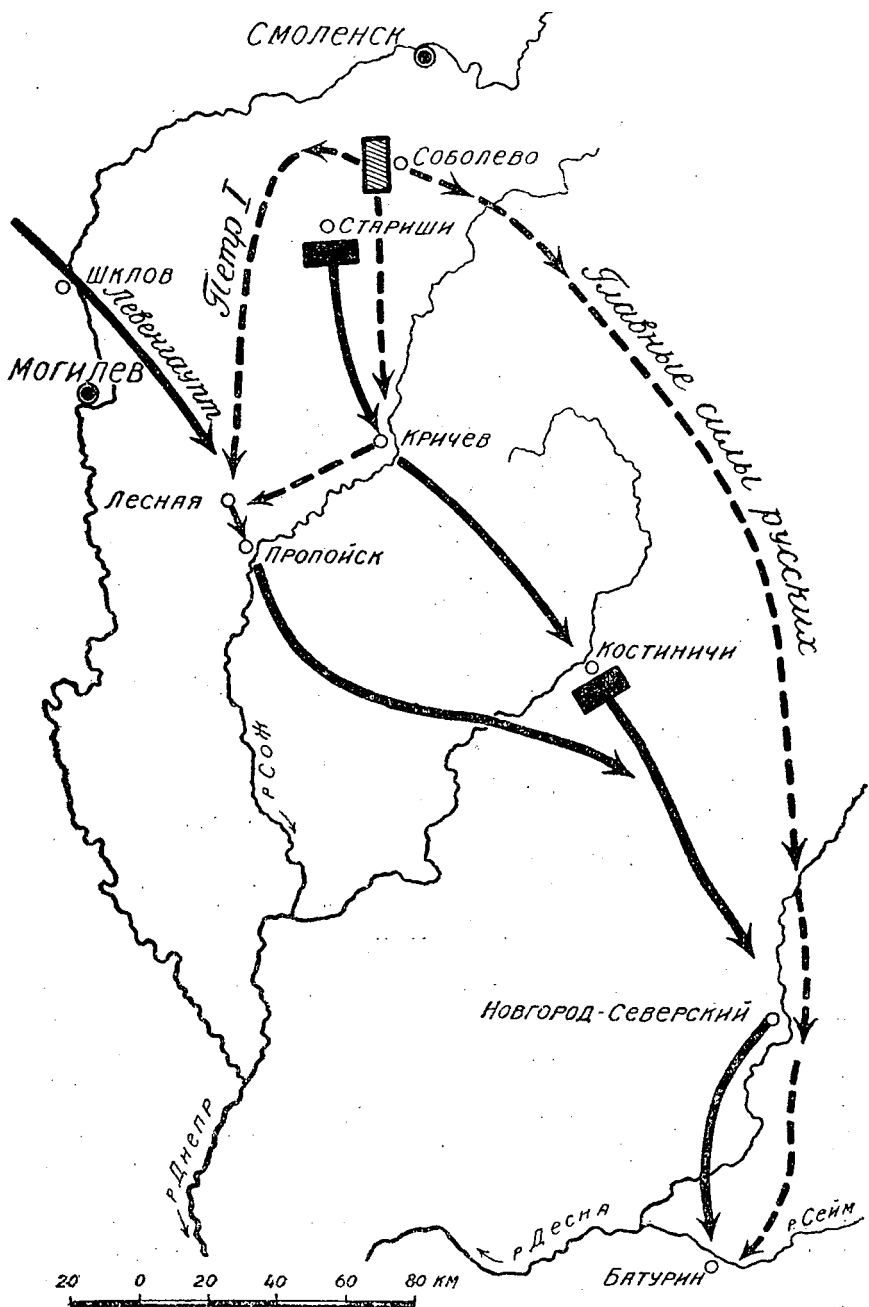 Смоленск
Соболево
Петр I
Стариши
Шклов
Левенгаупт
Могилев
Главные силы русских
Кричев
Лесная
Пропойск
Костиничи
р Сож
Новгород-Северский
р Днепр
р Десна
р. Сейм
Батурин
20 0 20 40 60 80 км